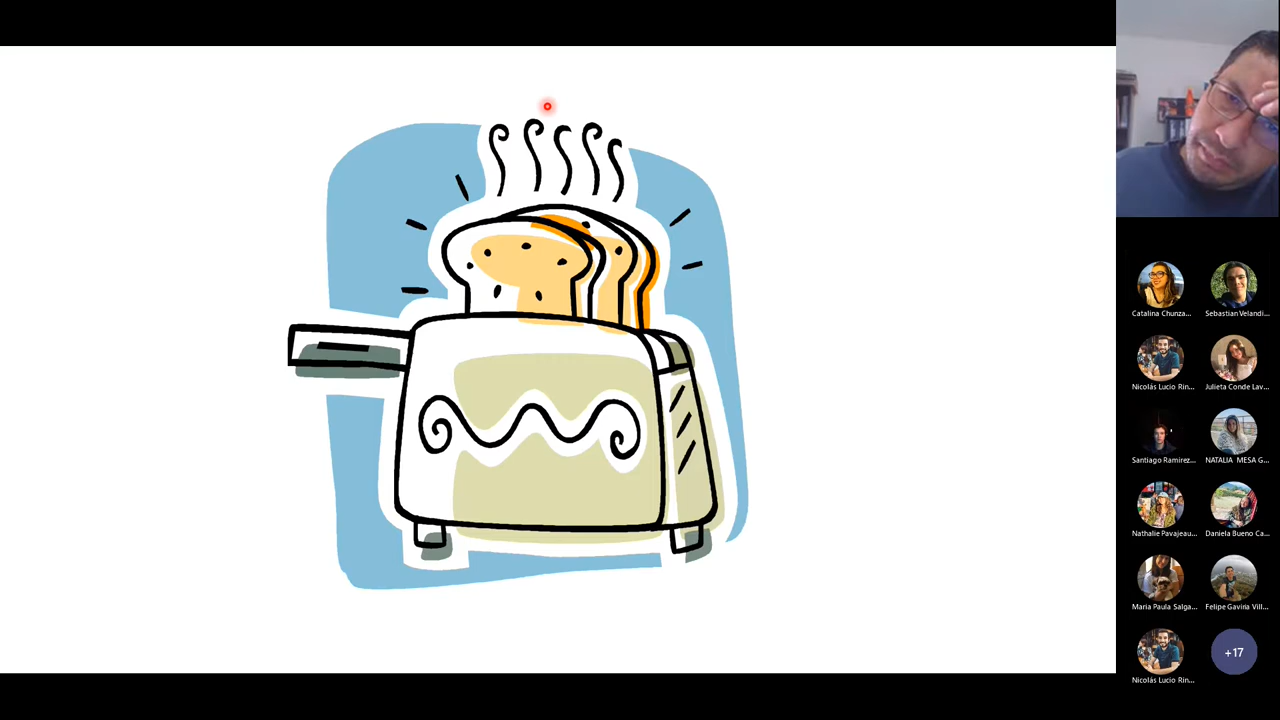 Catalina Chunza...
Sebastian Velandi...
Nicolás Lucio Rin...
Julieta Conde Lav...
Santiago Ramirez...
NATALIA MESA G...
Nathalie Pavajeau...
Daniela Bueno Ca...
Maria Paula Salga...
Felipe Gaviria Vill...
Nicolás Lucio Rin...
+17